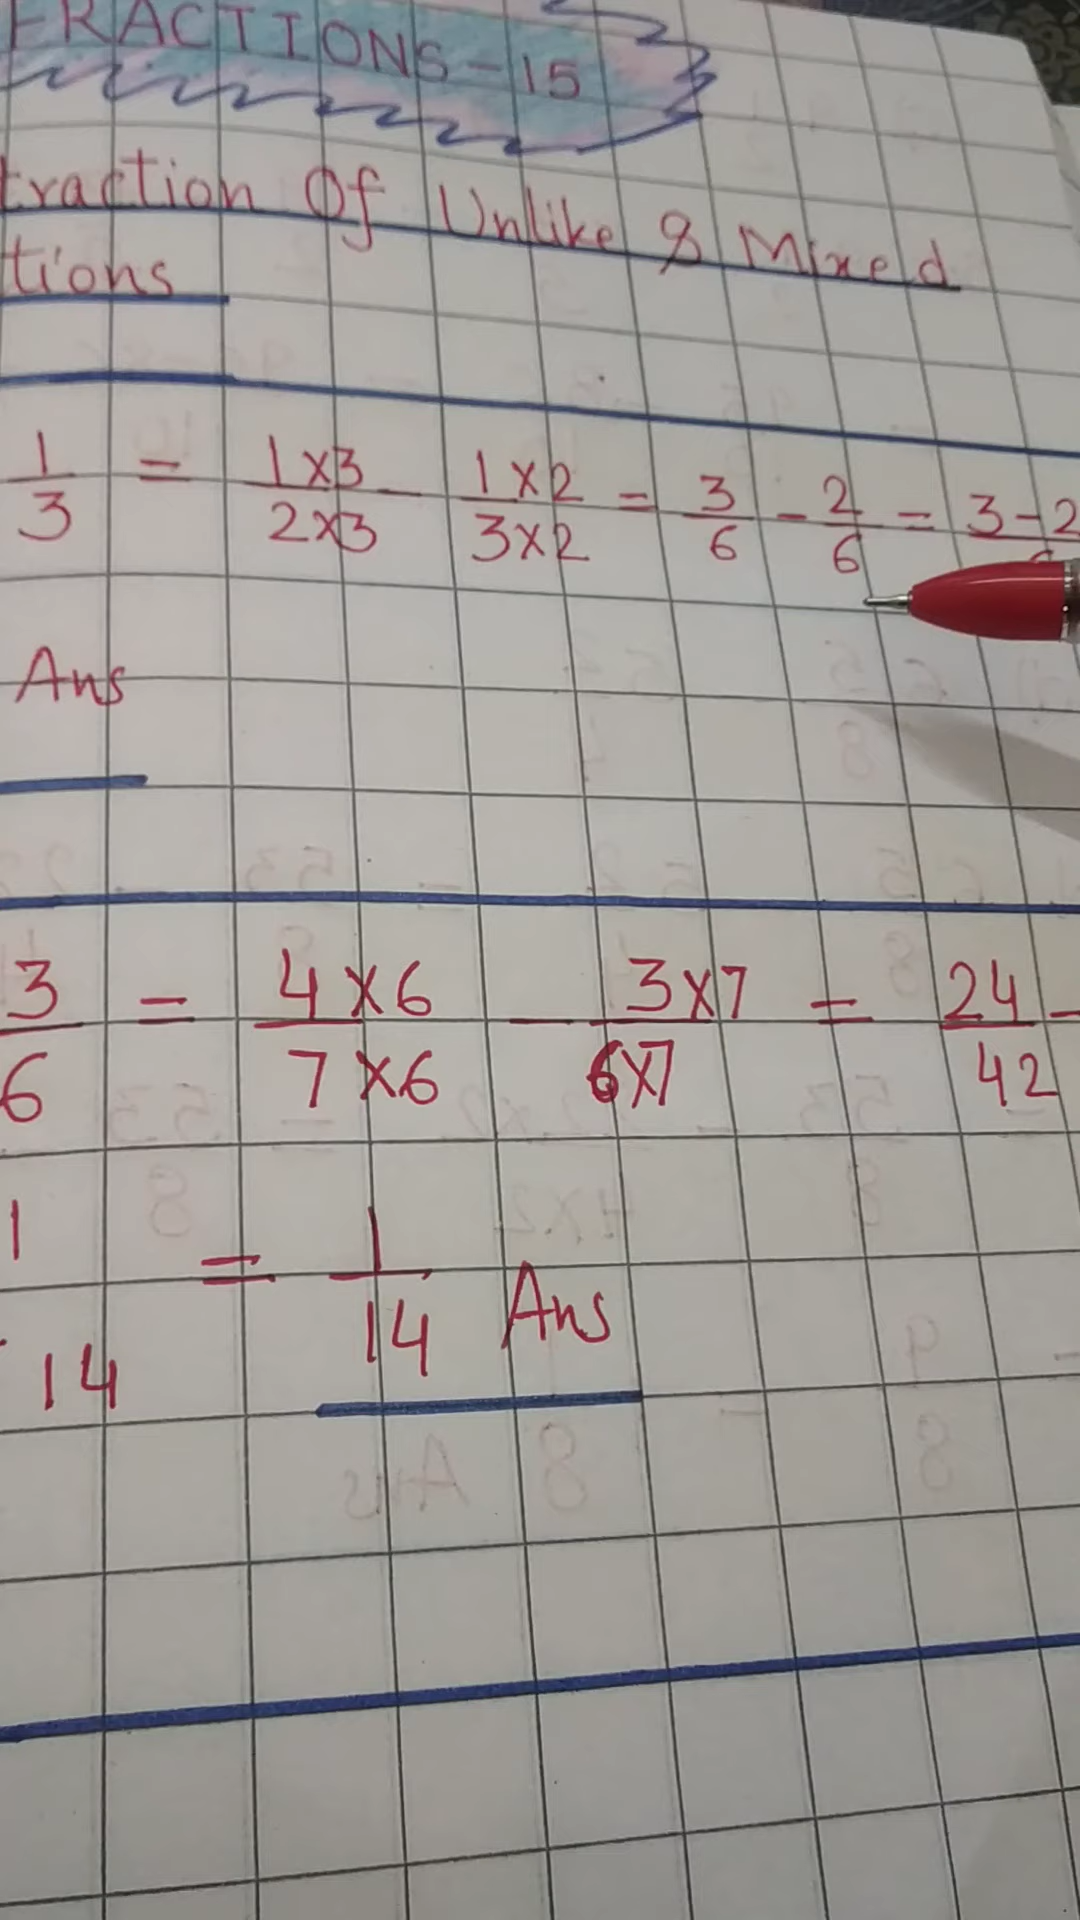 FRACTIONS-15
traction Of Unlike & Mixed
tions
1/3 = 1×3/2×3 - 1×2/3×2 = 3/6 - 2/6 = 3-2
Ans
3/6 = 4×6/7×6 - 3×7/6×7 = 24/42 -
1
14 = 1/14 Ans